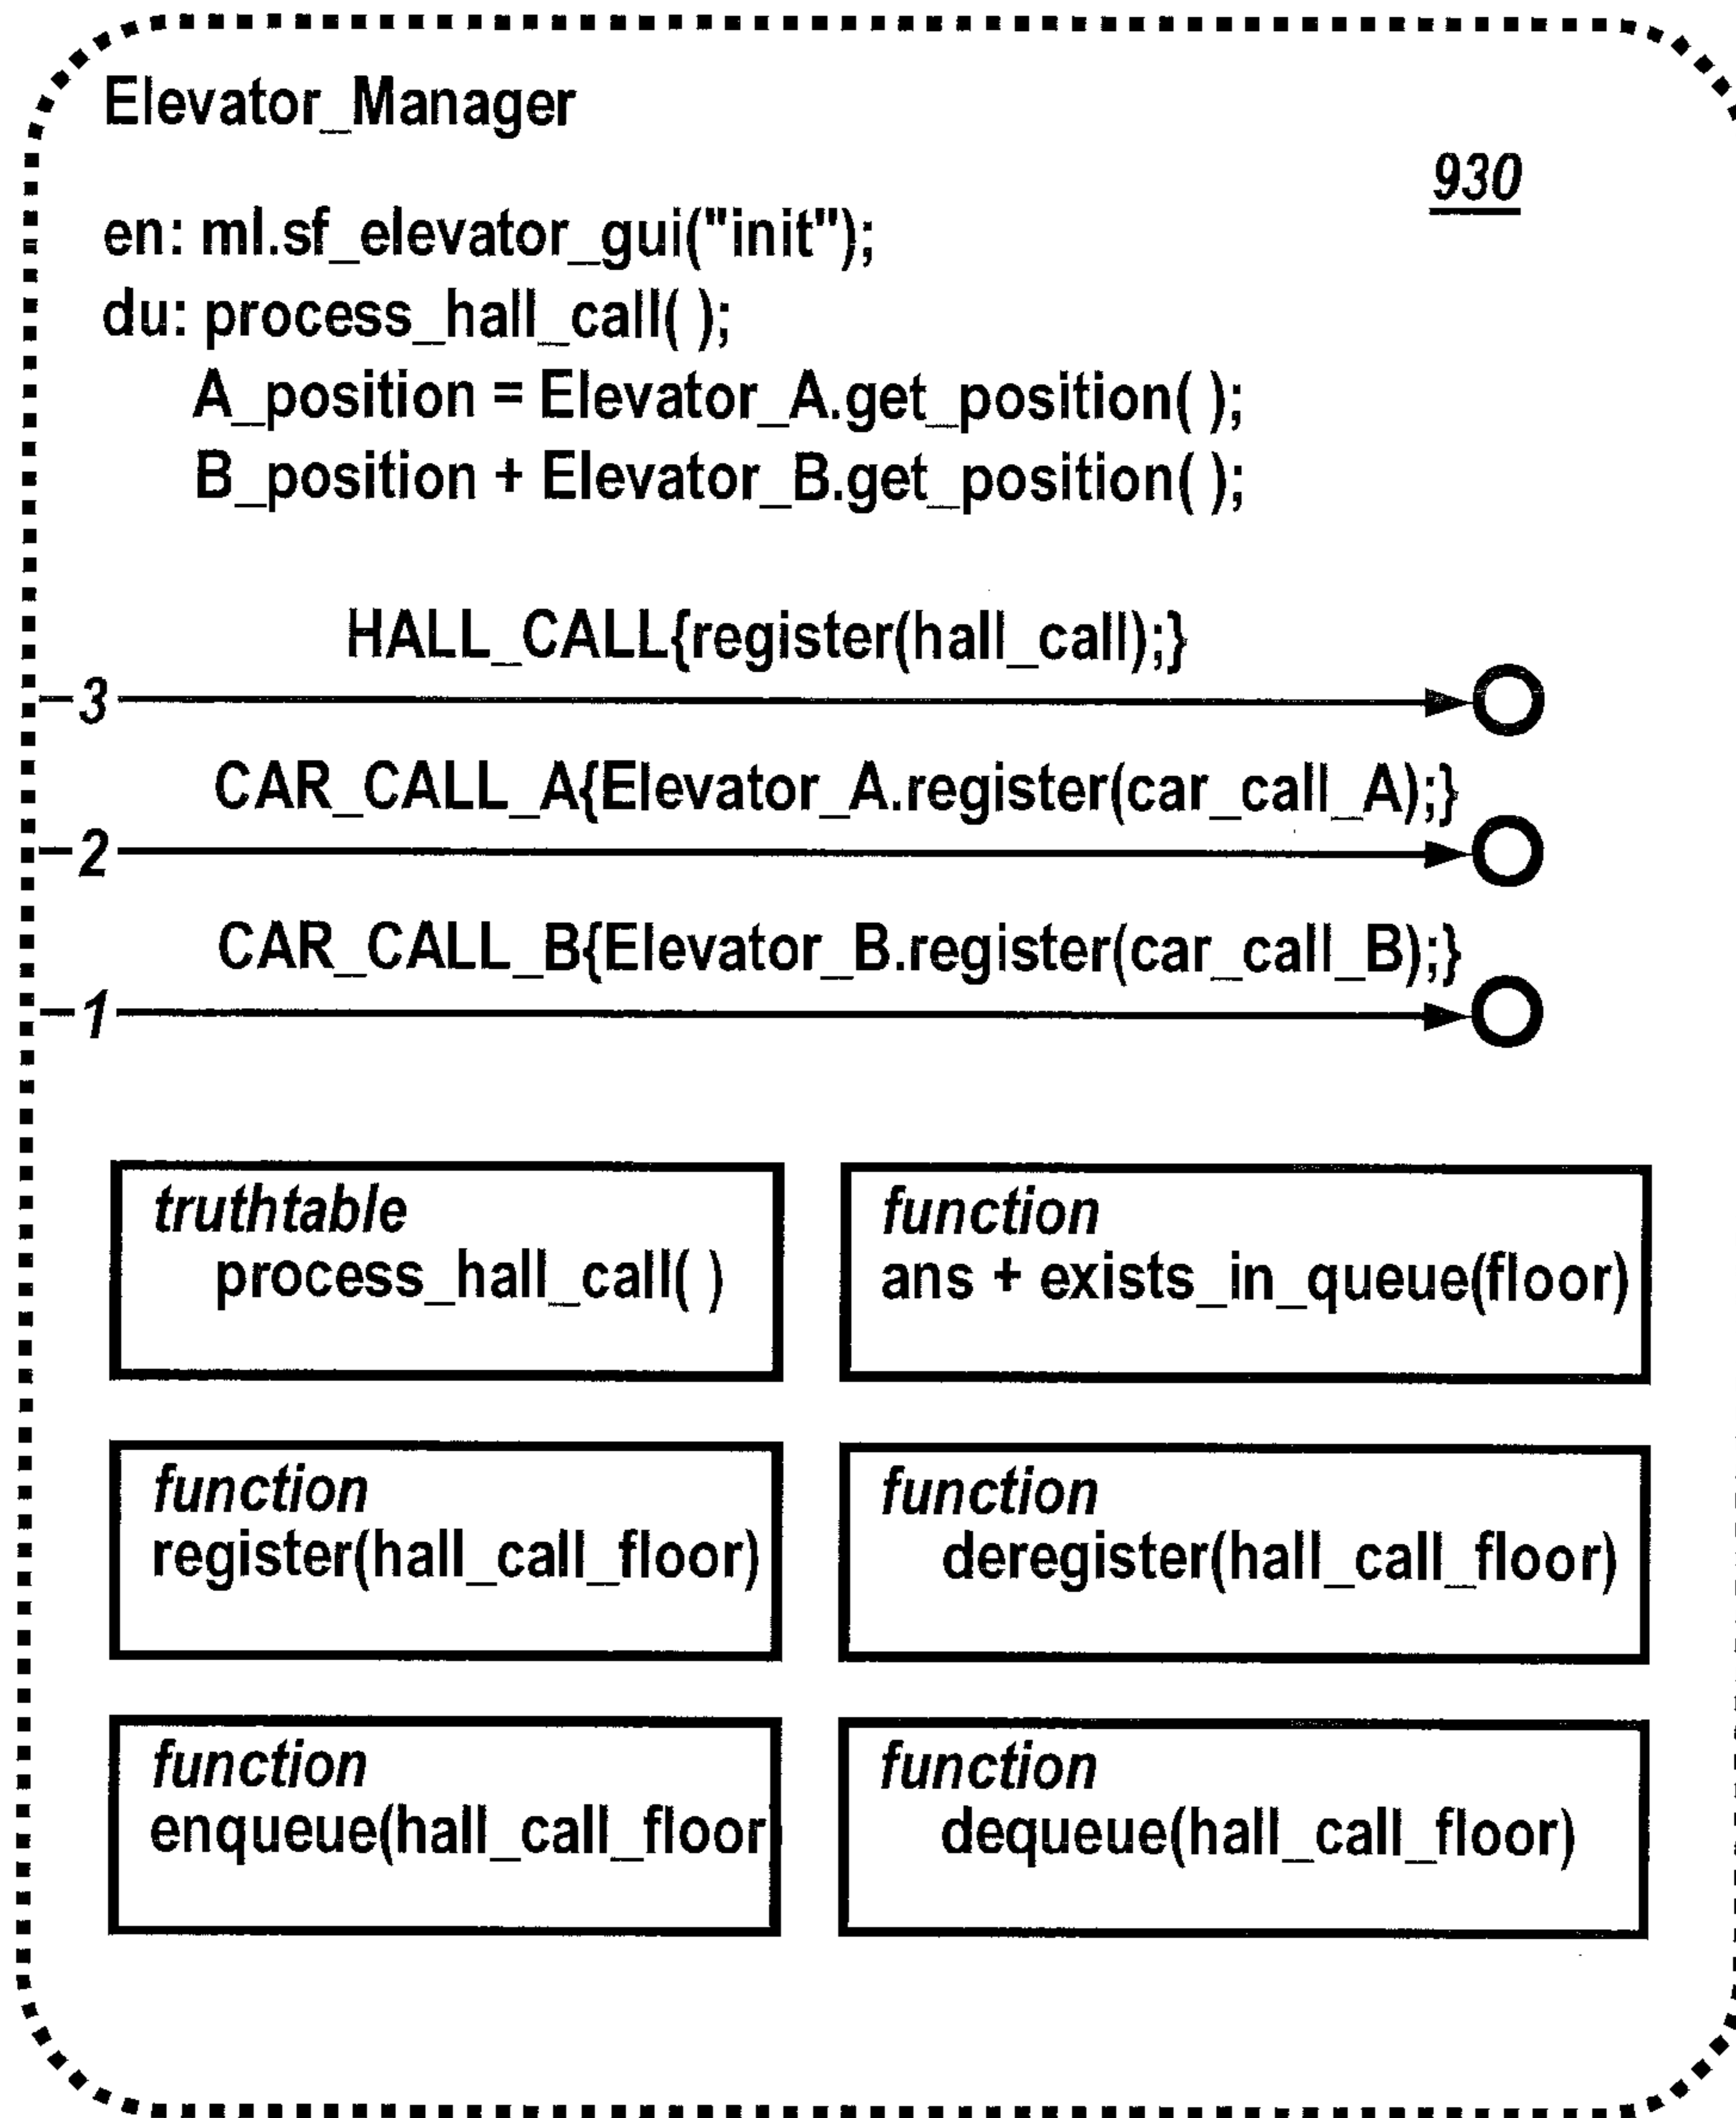 Elevator_Manager
930
en: ml.sf_elevator_gui("init");
du: process_hall_call( );
A_position = Elevator_A.get_position( );
B_position + Elevator_B.get_position( );
HALL_CALL{register(hall_call);}
3
CAR_CALL_A{Elevator_A.register(car_call_A);}
2
CAR_CALL_B{Elevator_B.register(car_call_B);}
1
truthtable
process_hall_call( )
function
ans + exists_in_queue(floor)
function
register(hall_call_floor)
function
deregister(hall_call_floor)
function
enqueue(hall_call_floor
function
dequeue(hall_call_floor)